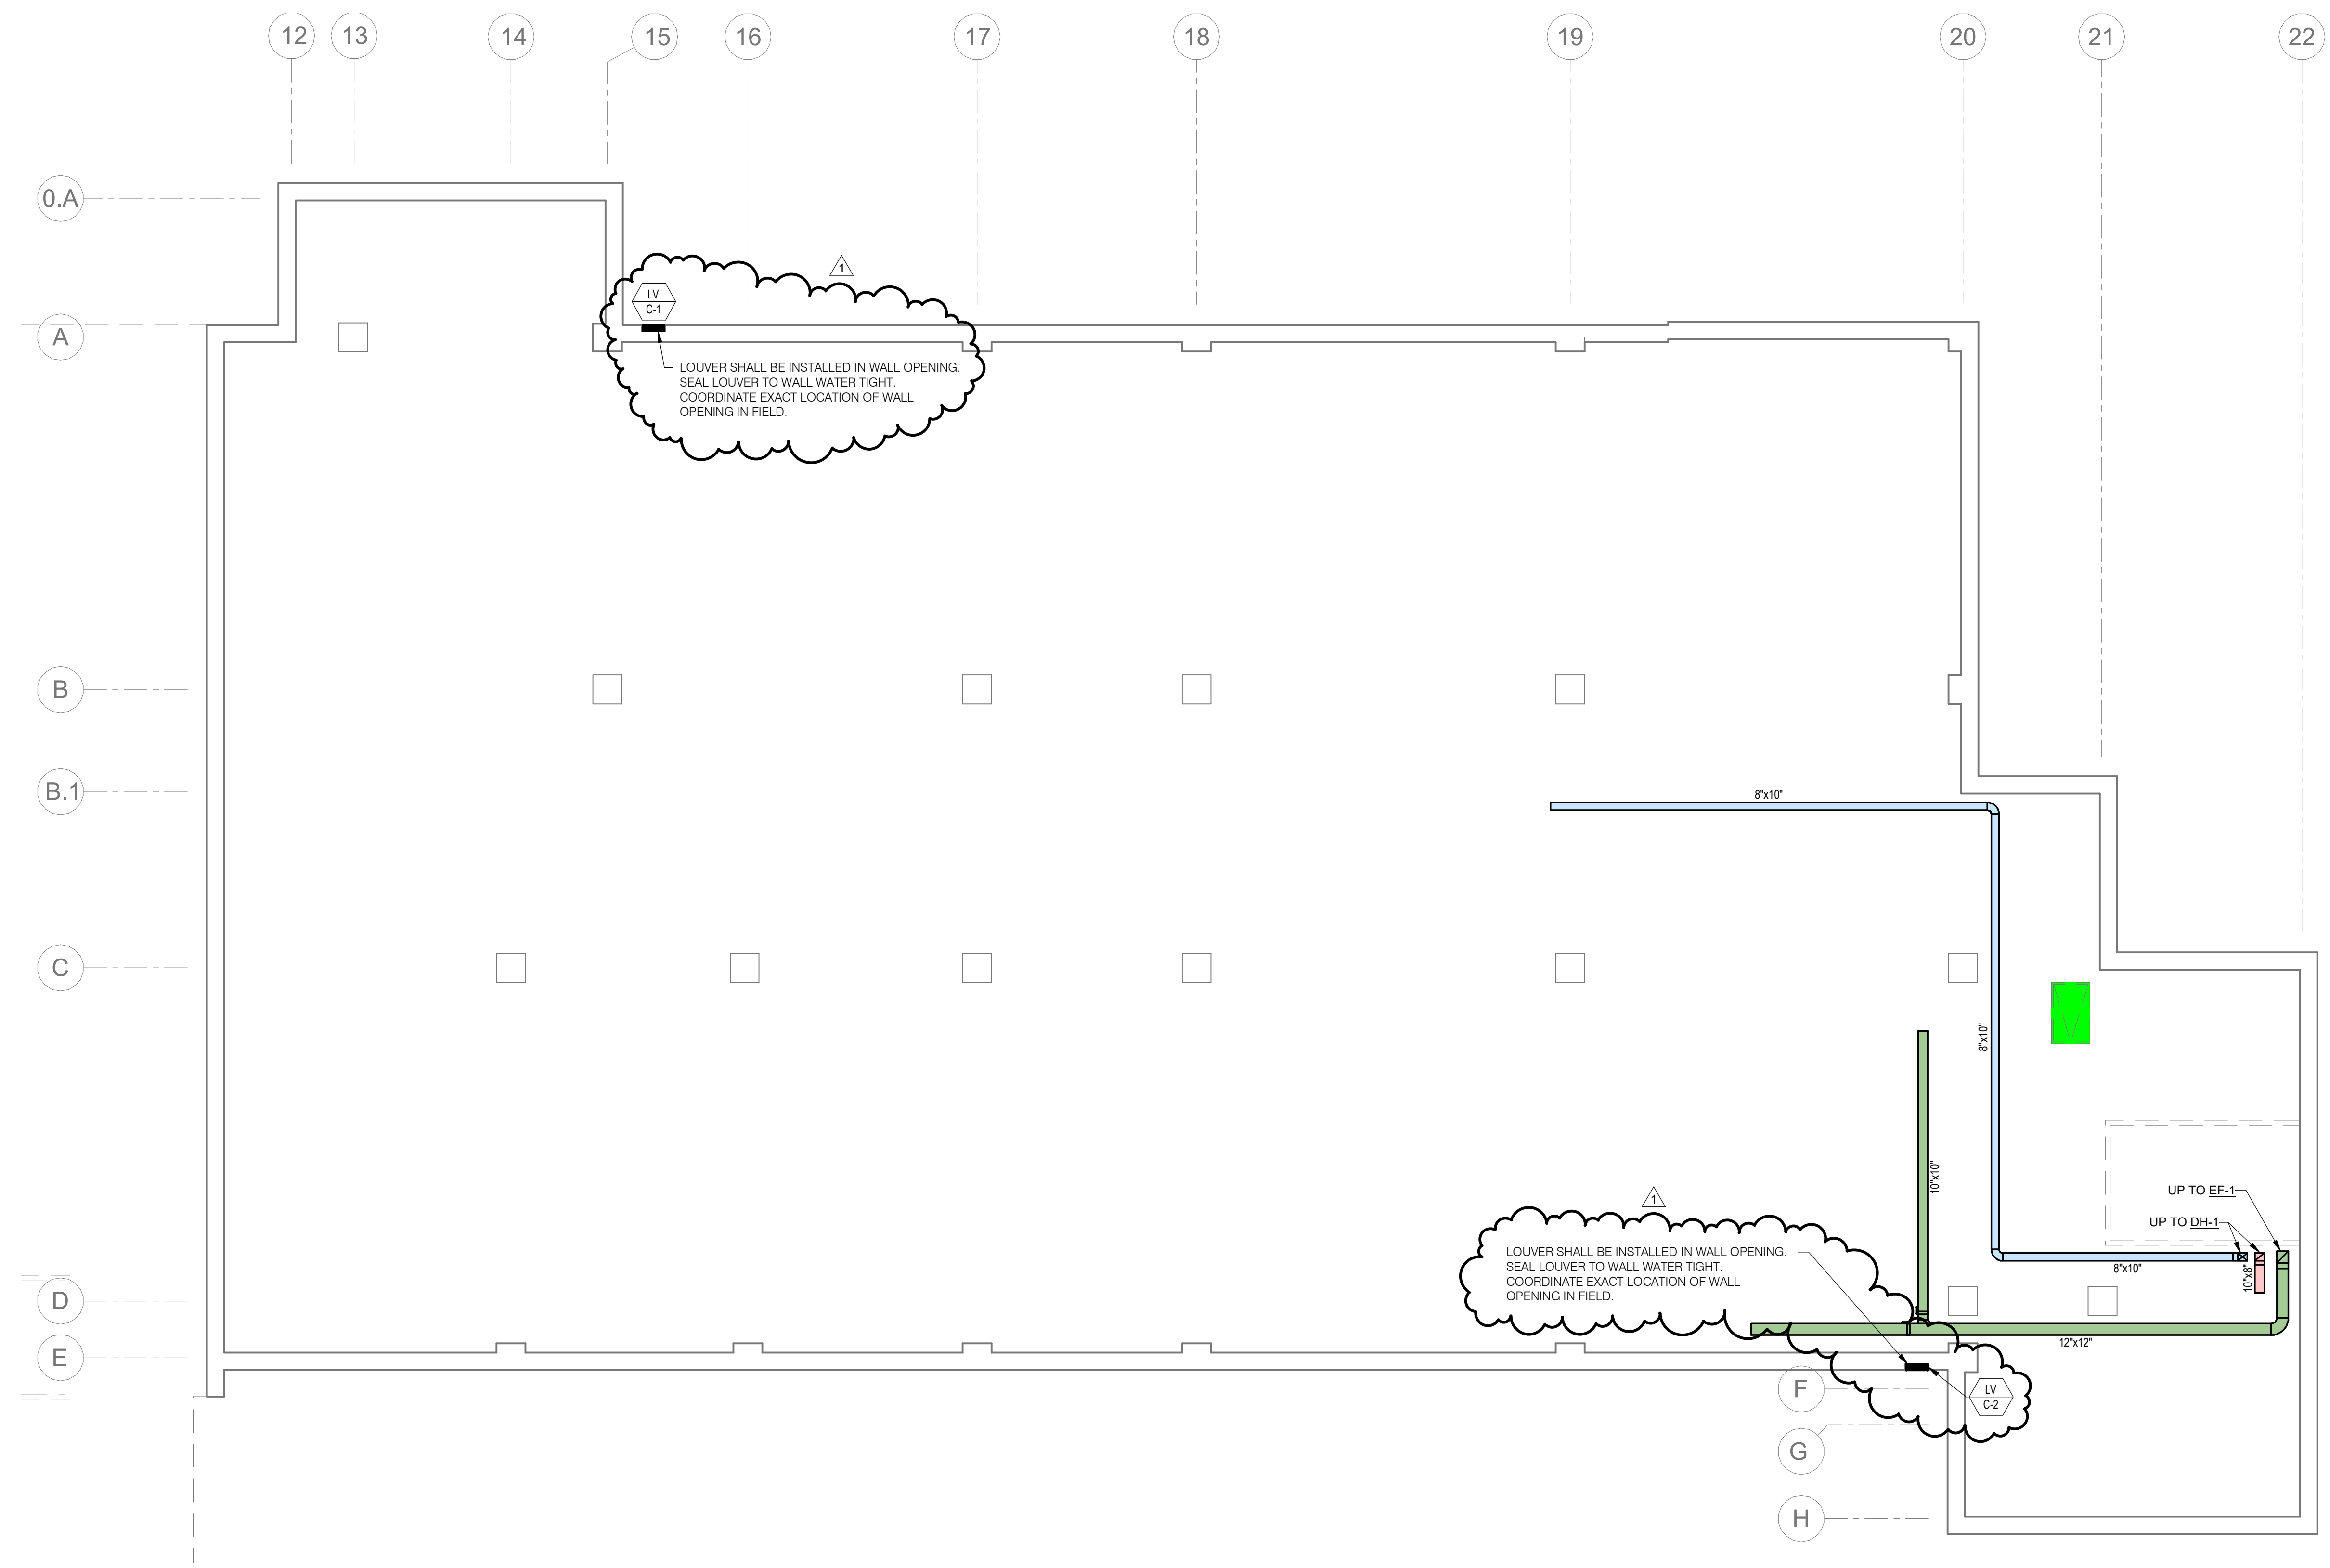 12
13
14
15
16
17
18
19
20
21
22
0.A
1
LV
C-1
A
LOUVER SHALL BE INSTALLED IN WALL OPENING.
SEAL LOUVER TO WALL WATER TIGHT.
COORDINATE EXACT LOCATION OF WALL
OPENING IN FIELD.
B
B.1
8"x10"
C
8"x10"
10"x10"
UP TO EF-1
1
UP TO DH-1
LOUVER SHALL BE INSTALLED IN WALL OPENING.
SEAL LOUVER TO WALL WATER TIGHT.
COORDINATE EXACT LOCATION OF WALL
OPENING IN FIELD.
8"x10"
10"x8"
D
12"x12"
E
F
LV
C-2
G
H